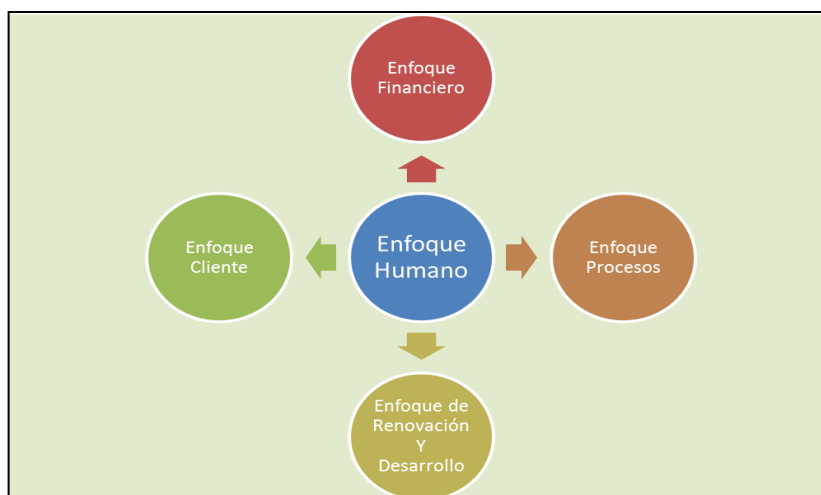 Enfoque
Financiero
Enfoque
Cliente
Enfoque
Humano
Enfoque
Procesos
Enfoque de
Renovación
Y
Desarrollo